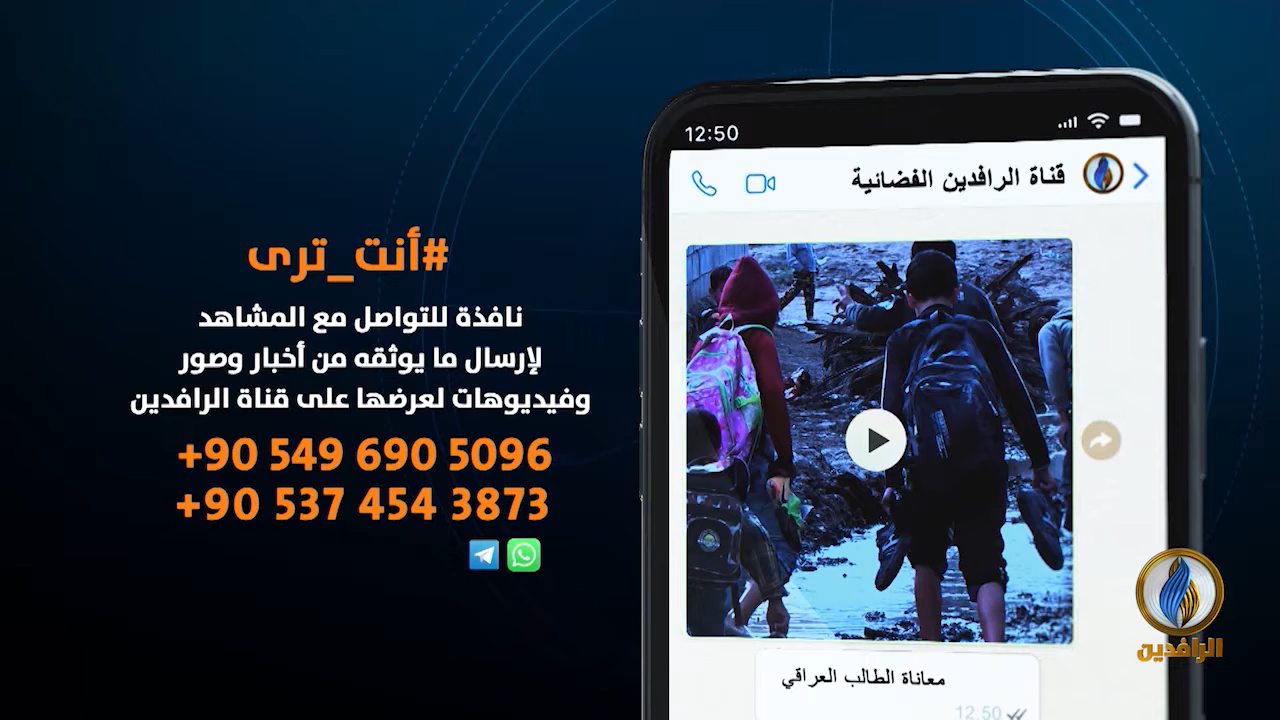 #أنت_ترى
نافذة للتواصل مع المشاهد
لإرسال ما يوثقه من أخبار وصور
وفيديوهات لعرضها على قناة الرافدين
+90 549 690 5096
+90 537 454 3873
12:50
قناة الرافدين الفضائية
معاناة الطالب العراقي
12:50
الرافدين